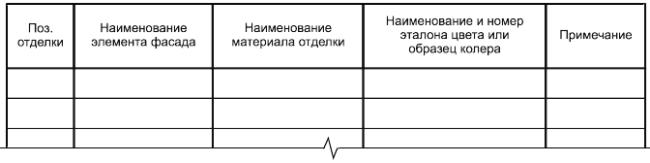 Поз.
отделки
Наименование
элемента фасада
Наименование
материала отделки
Наименование и номер
эталона цвета или
образец колера
Примечание